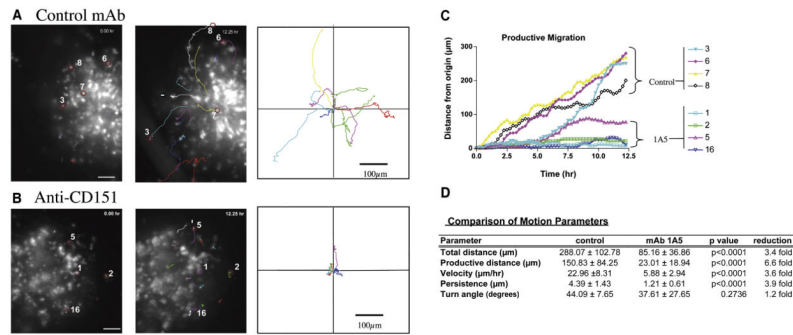 A Control mAb
0.00 hr
8
6
7
3
12.25 hr
6
8
3
100μm
B Anti-CD151
0.00 hr
5
1
2
16
12.25 hr
5
1
2
16
100μm
C
Productive Migration
Distance from origin (μm)
300
200
100
0
0.0 2.5 5.0 7.5 10.0 12.5
Time (hr)
Control
3
6
7
8
1A5
1
2
5
16
D
Comparison of Motion Parameters
Parameter control mAb 1A5 p value reduction
Total distance (μm) 288.07 ± 102.78 85.16 ± 36.86 p<0.0001 3.4 fold
Productive distance (μm) 150.83 ± 84.25 23.01 ± 18.94 p<0.0001 6.6 fold
Velocity (μm/hr) 22.96 ±8.31 5.88 ± 2.94 p<0.0001 3.6 fold
Persistence (μm) 4.39 ± 1.43 1.21 ± 0.61 p<0.0001 3.9 fold
Turn angle (degrees) 44.09 ± 7.65 37.61 ± 27.65 0.2736 1.2 fold